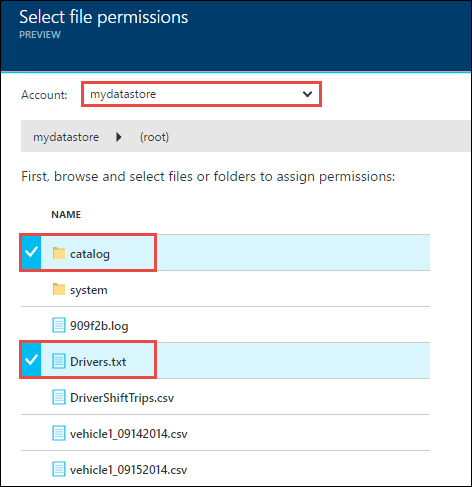 Select file permissions
PREVIEW
Account: mydatastore
mydatastore (root)
First, browse and select files or folders to assign permissions:
NAME
catalog
system
909f2b.log
Drivers.txt
DriverShiftTrips.csv
vehicle1_09142014.csv
vehicle1_09152014.csv